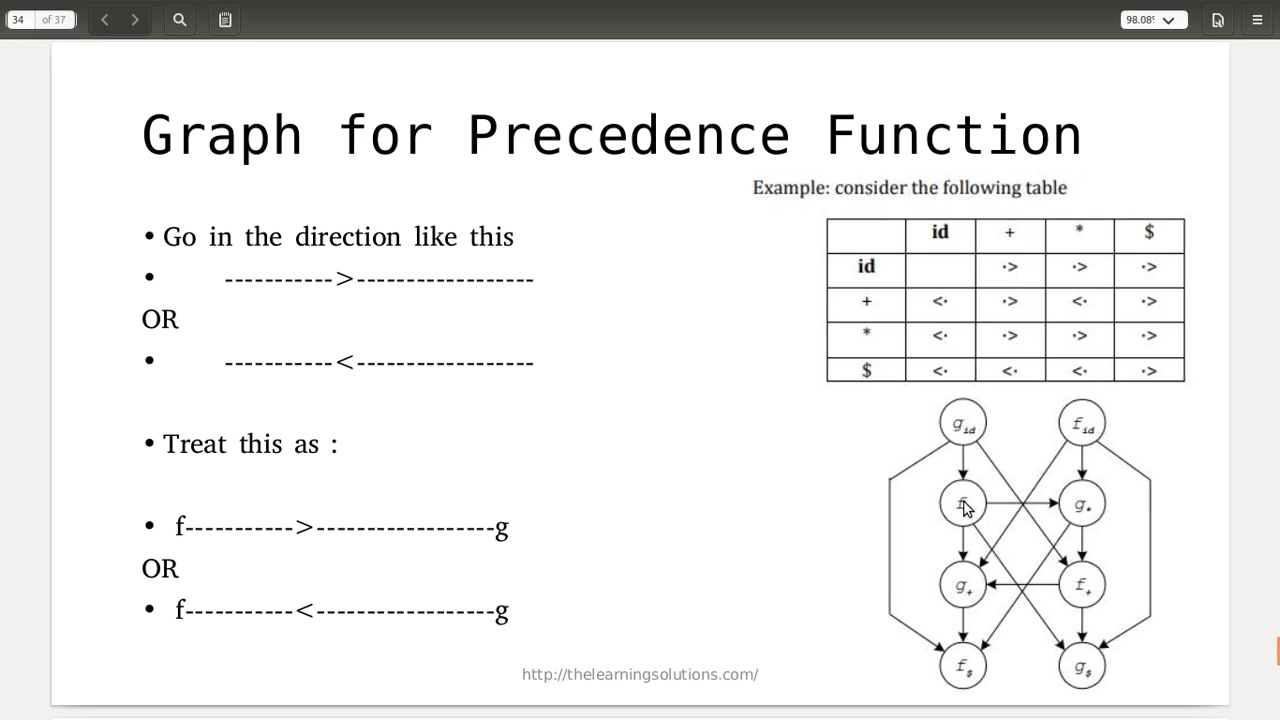 34 of 37
98.08%
Graph for Precedence Function
Example: consider the following table
• Go in the direction like this
• ----------->------------------
OR
• -----------<------------------
• Treat this as :
• f----------->------------------g
OR
• f-----------<------------------g
id + * $
id ·> ·> ·>
+ <· ·> <· ·>
* <· ·> ·> ·>
$ <· <· <· ·>
g id f id
g *
g + f +
f $ g $
http://thelearningsolutions.com/